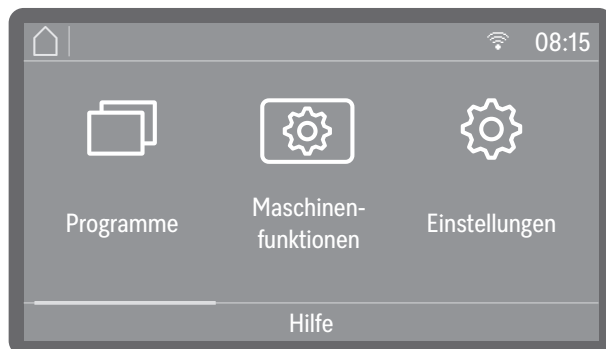 08:15
Programme
Maschinen-
funktionen
Einstellungen
Hilfe